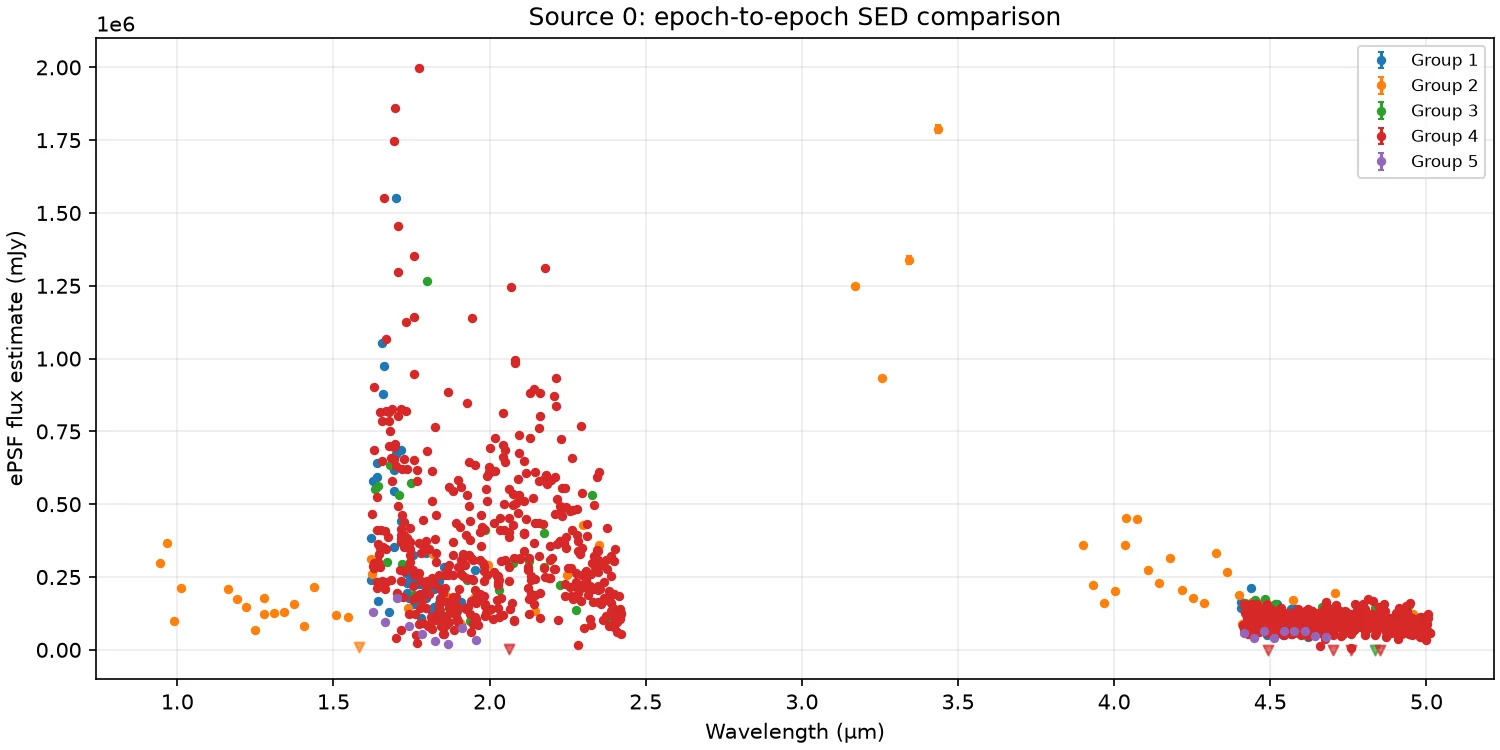 Source 0: epoch-to-epoch SED comparison
1e6
2.00
1.75
1.50
1.25
1.00
0.75
0.50
0.25
0.00
ePSF flux estimate (mJy)
Group 1
Group 2
Group 3
Group 4
Group 5
1.0 1.5 2.0 2.5 3.0 3.5 4.0 4.5 5.0
Wavelength (μm)